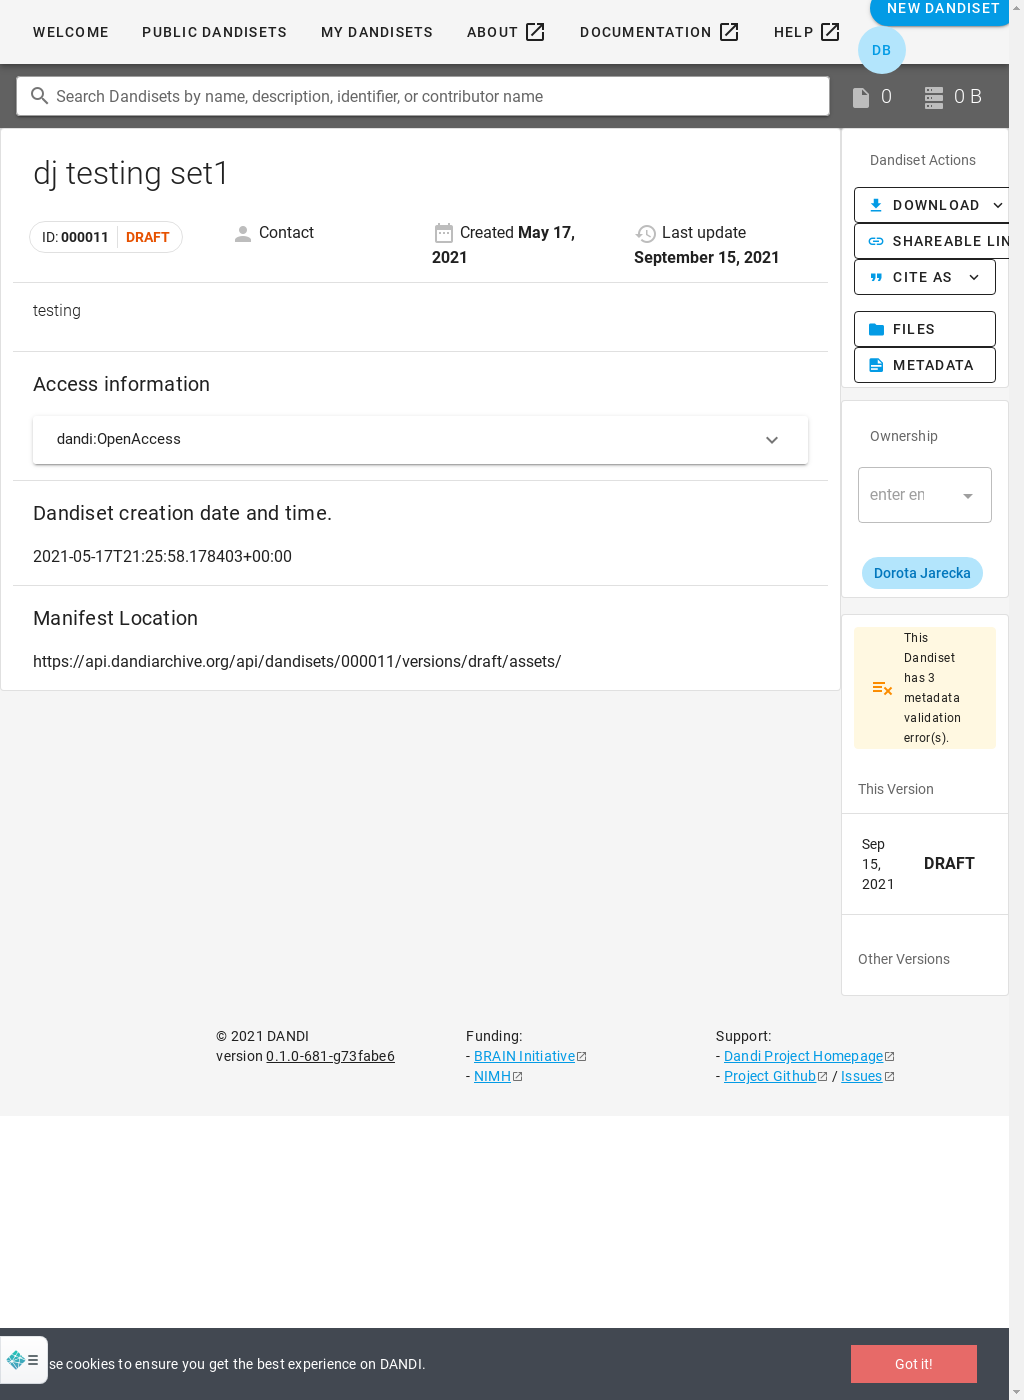 WELCOME PUBLIC DANDISETS MY DANDISETS ABOUT DOCUMENTATION HELP NEW DANDISET
DB
Search Dandisets by name, description, identifier, or contributor name 0 0 B
dj testing set1
ID: 000011 DRAFT
Contact
Created May 17,
2021
Last update
September 15, 2021
testing
Access information
dandi:OpenAccess
Dandiset creation date and time.
2021-05-17T21:25:58.178403+00:00
Manifest Location
https://api.dandiarchive.org/api/dandisets/000011/versions/draft/assets/
Dandiset Actions
DOWNLOAD
SHAREABLE LIN
CITE AS
FILES
METADATA
Ownership
enter en
Dorota Jarecka
This
Dandiset
has 3
metadata
validation
error(s).
This Version
Sep
15,
2021
DRAFT
Other Versions
© 2021 DANDI
version 0.1.0-681-g73fabe6
Funding:
- BRAIN Initiative
- NIMH
Support:
- Dandi Project Homepage
- Project Github / Issues
se cookies to ensure you get the best experience on DANDI.
Got it!